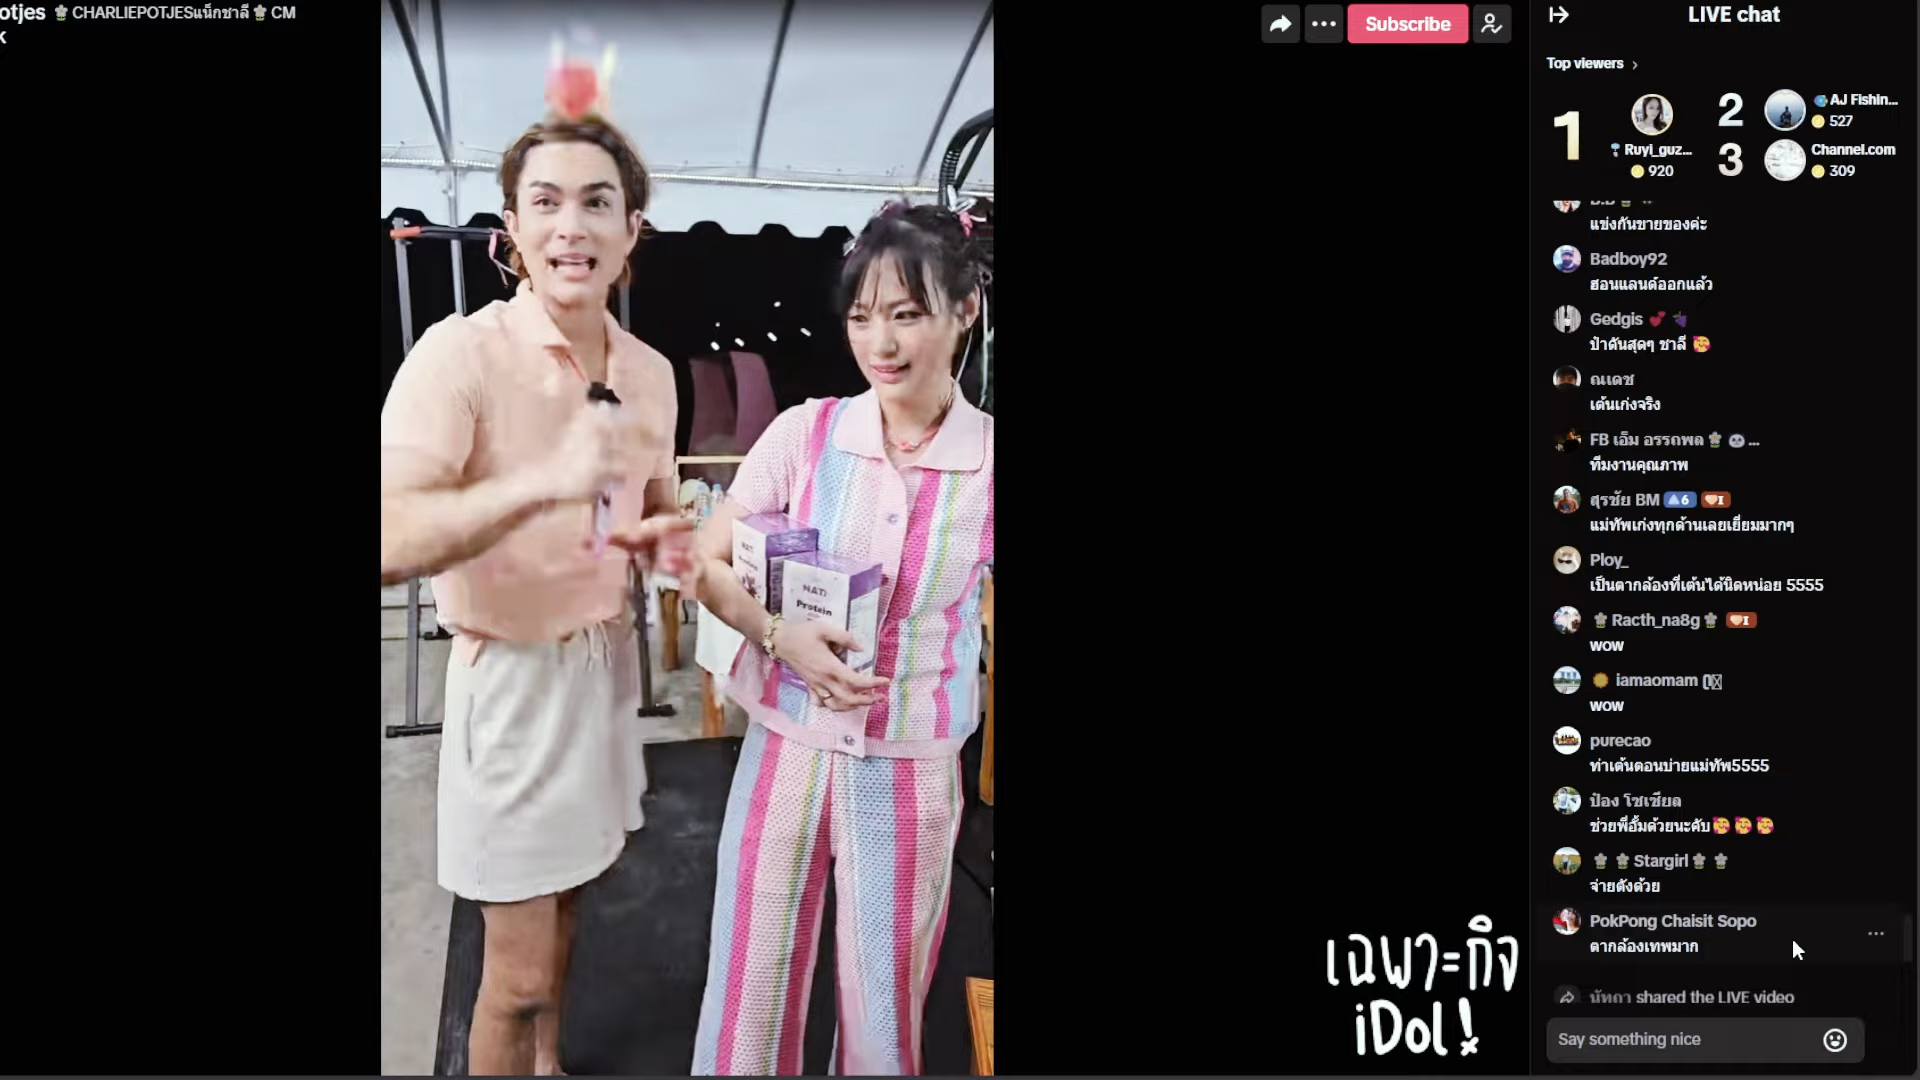 otjes CHARLIEPOTJESแน็กชาลี CM
k
Subscribe
LIVE chat
Top viewers
1
Ruyi_guz...
920
2
AJ Fishin...
527
3
Channel.com
309
แข่งกันขายของค่ะ
Badboy92
ฮอนแลนด์ออกแล้ว
Gedgis
ป๋าดันสุดๆ ชาลี
ณเดช
เต้นเก่งจริง
FB เอ็ม อรรถพล ...
ทีมงานคุณภาพ
สุรชัย BM 6 I
แม่ทัพเก่งทุกด้านเลยเยี่ยมมากๆ
Ploy_
เป็นตากล้องที่เต้นได้นิดหน่อย 5555
Racth_na8g I
wow
iamaomam
wow
purecao
ท่าเต้นตอนบ่ายแม่ทัพ5555
ป๋อง โซเซียล
ช่วยพี่อั้มด้วยนะคับ
Stargirl
จ่ายตังด้วย
PokPong Chaisit Sopo
ตากล้องเทพมาก
นัทถา shared the LIVE video
Say something nice
NATI
Protein
เฉพาะกิจ
iDol!